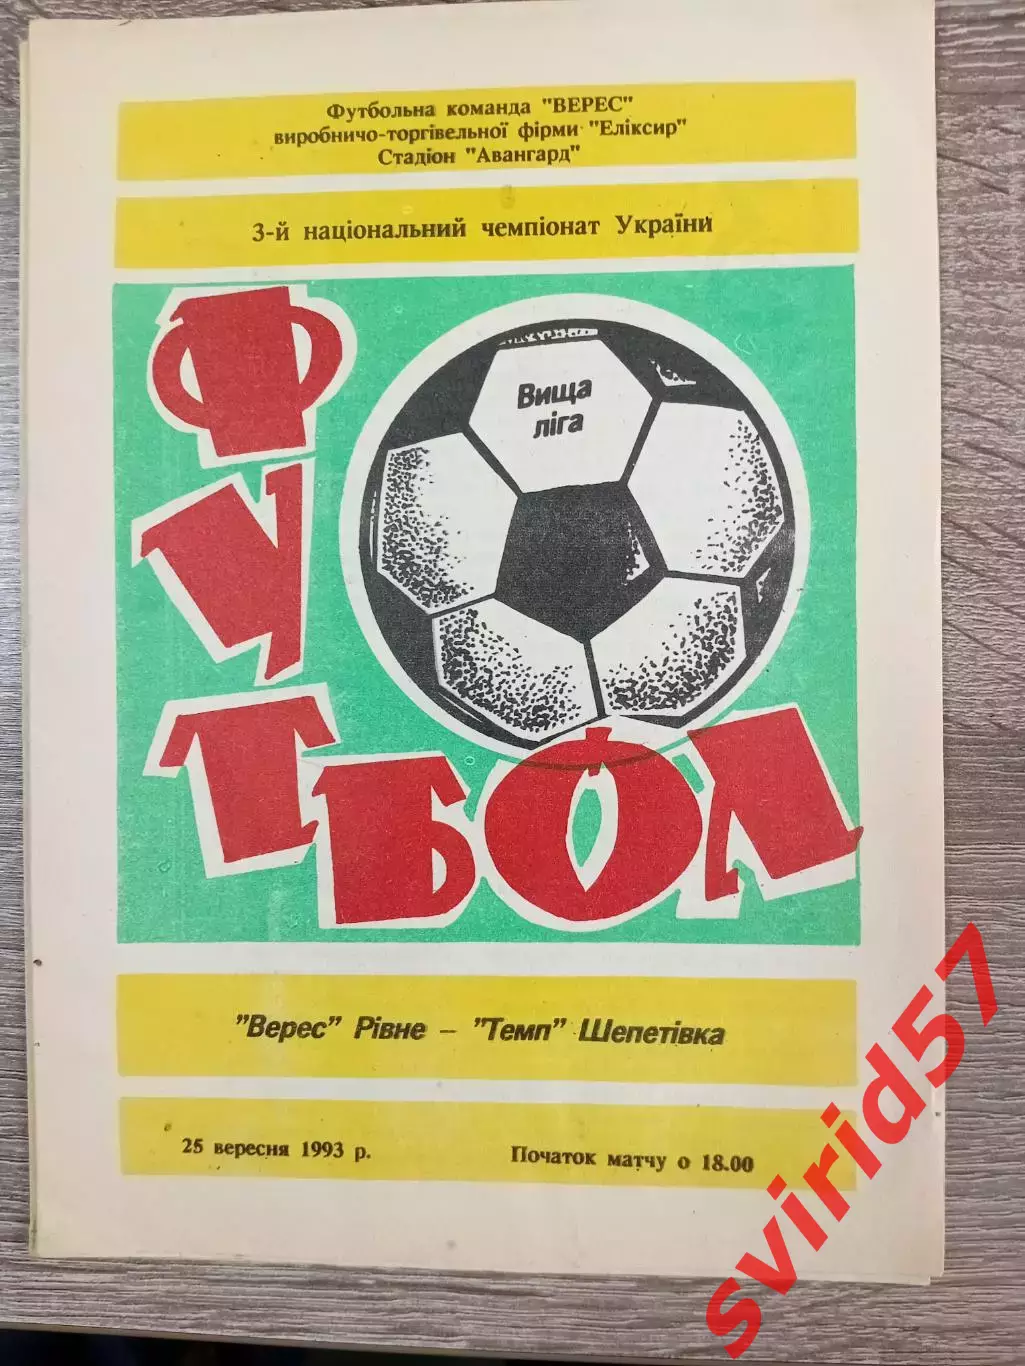 Футбольна команда "ВЕРЕС"
виробничо-торгівельної фірми "Еліксир"
Стадіон "Авангард"
3-й національний чемпіонат України
Вища
ліга
ФУТБОЛ
"Верес" Рівне – "Темп" Шепетівка
25 вересня 1993 р.
Початок матчу о 18.00
svirid57